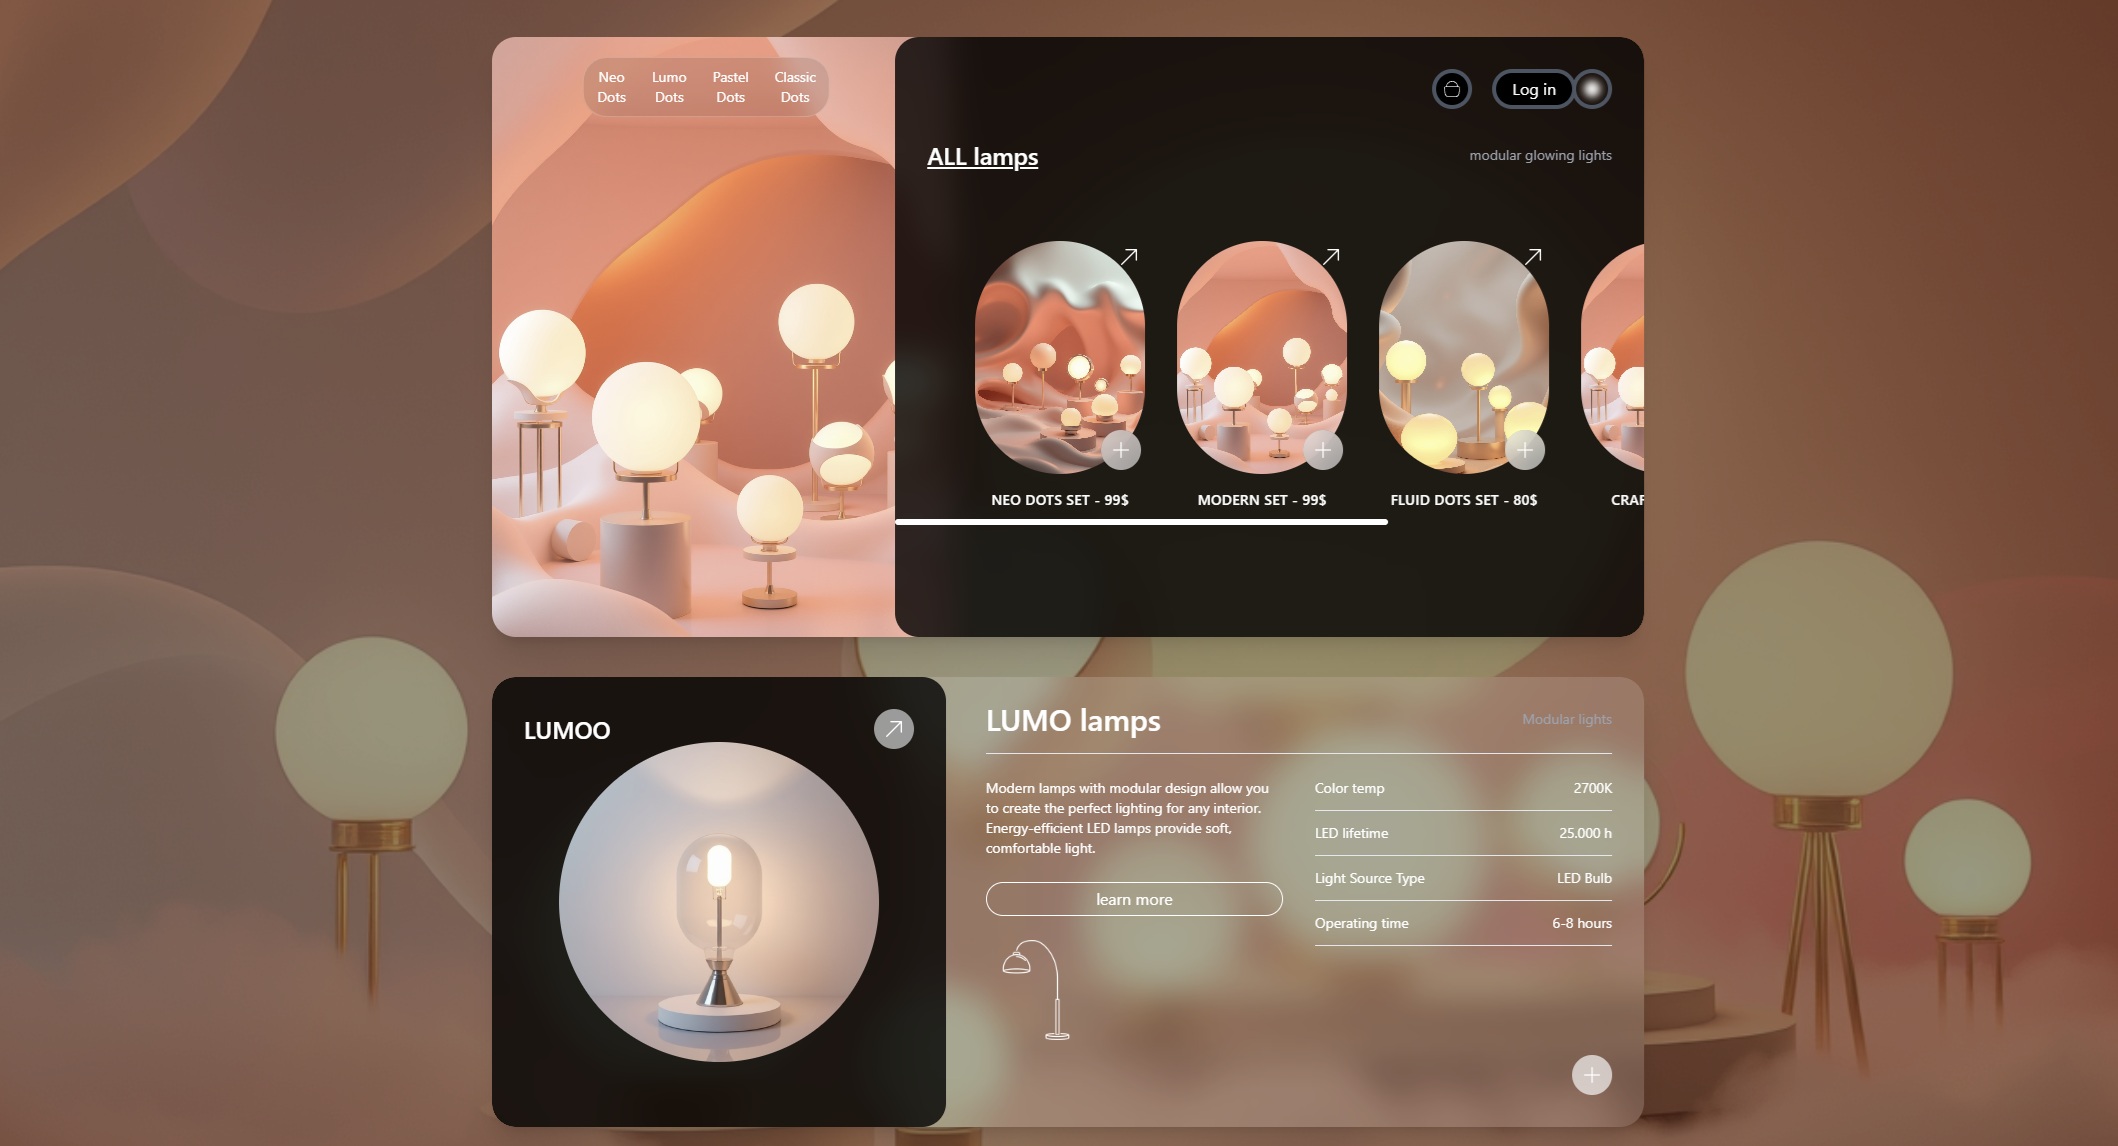 Neo Dots
Lumo Dots
Pastel Dots
Classic Dots
Log in
ALL lamps
modular glowing lights
NEO DOTS SET - 99$
MODERN SET - 99$
FLUID DOTS SET - 80$
LUMOO
LUMO lamps
Modular lights
Modern lamps with modular design allow you
to create the perfect lighting for any interior.
Energy-efficient LED lamps provide soft,
comfortable light.
learn more
Color temp 2700K
LED lifetime 25.000 h
Light Source Type LED Bulb
Operating time 6-8 hours